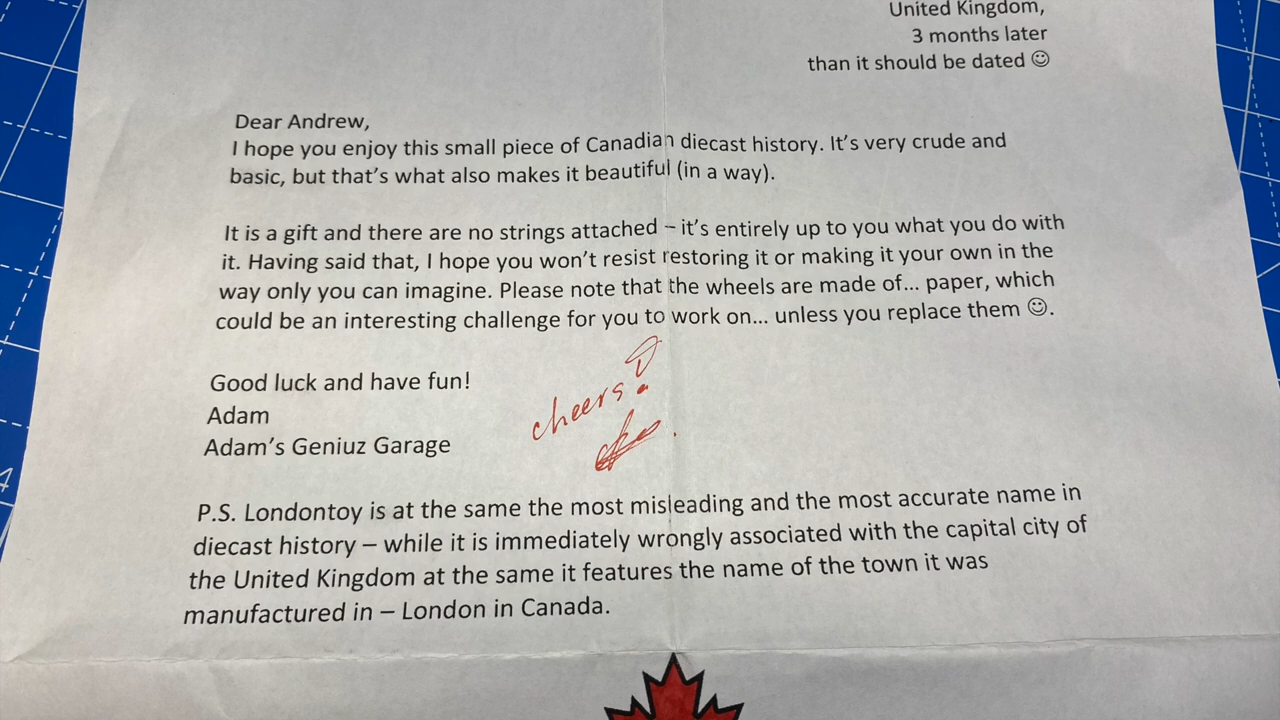 United Kingdom,
3 months later
than it should be dated ☺
Dear Andrew,
I hope you enjoy this small piece of Canadian diecast history. It's very crude and
basic, but that's what also makes it beautiful (in a way).
It is a gift and there are no strings attached – it's entirely up to you what you do with
it. Having said that, I hope you won't resist restoring it or making it your own in the
way only you can imagine. Please note that the wheels are made of... paper, which
could be an interesting challenge for you to work on... unless you replace them ☺.
Good luck and have fun!
Adam
Adam's Geniuz Garage
cheers!
P.S. Londontoy is at the same the most misleading and the most accurate name in
diecast history – while it is immediately wrongly associated with the capital city of
the United Kingdom at the same it features the name of the town it was
manufactured in – London in Canada.
4